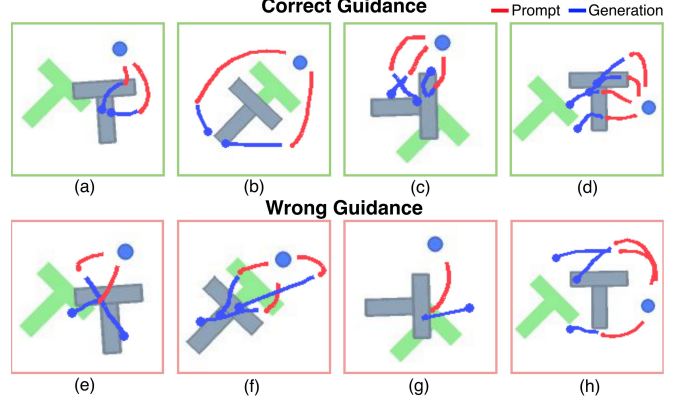 Correct Guidance
Prompt Generation
(a) (b) (c) (d)
Wrong Guidance
(e) (f) (g) (h)